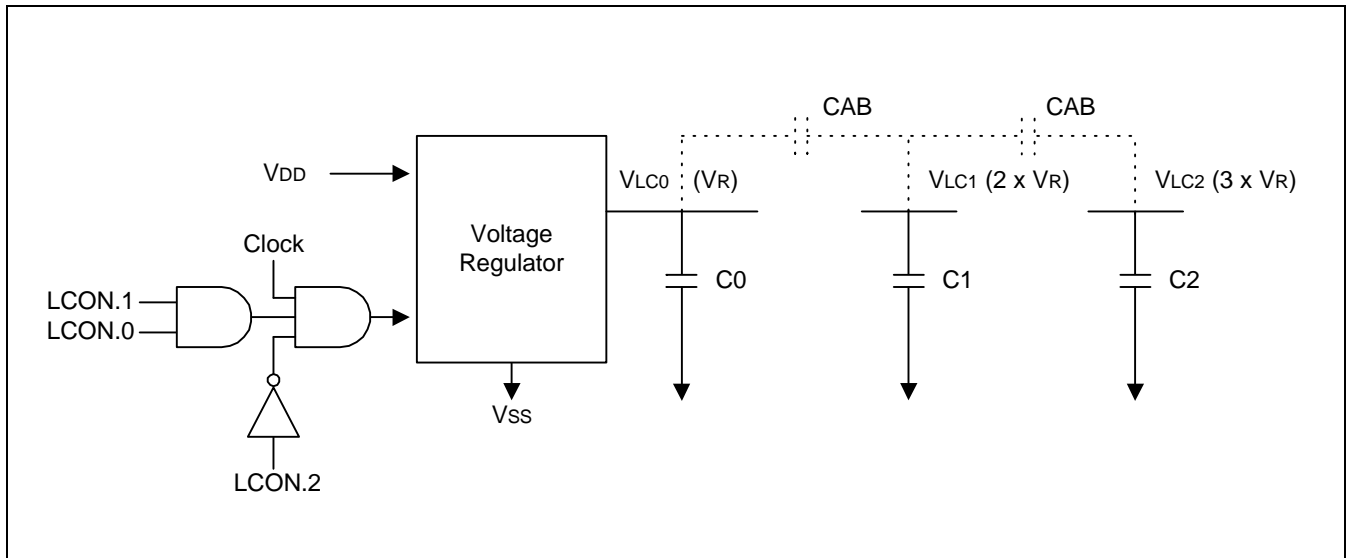 CAB
CAB
VDD
VLC0 (VR)
VLC1 (2 x VR)
VLC2 (3 x VR)
Voltage
Regulator
Clock
C0
C1
C2
LCON.1
LCON.0
VSS
LCON.2